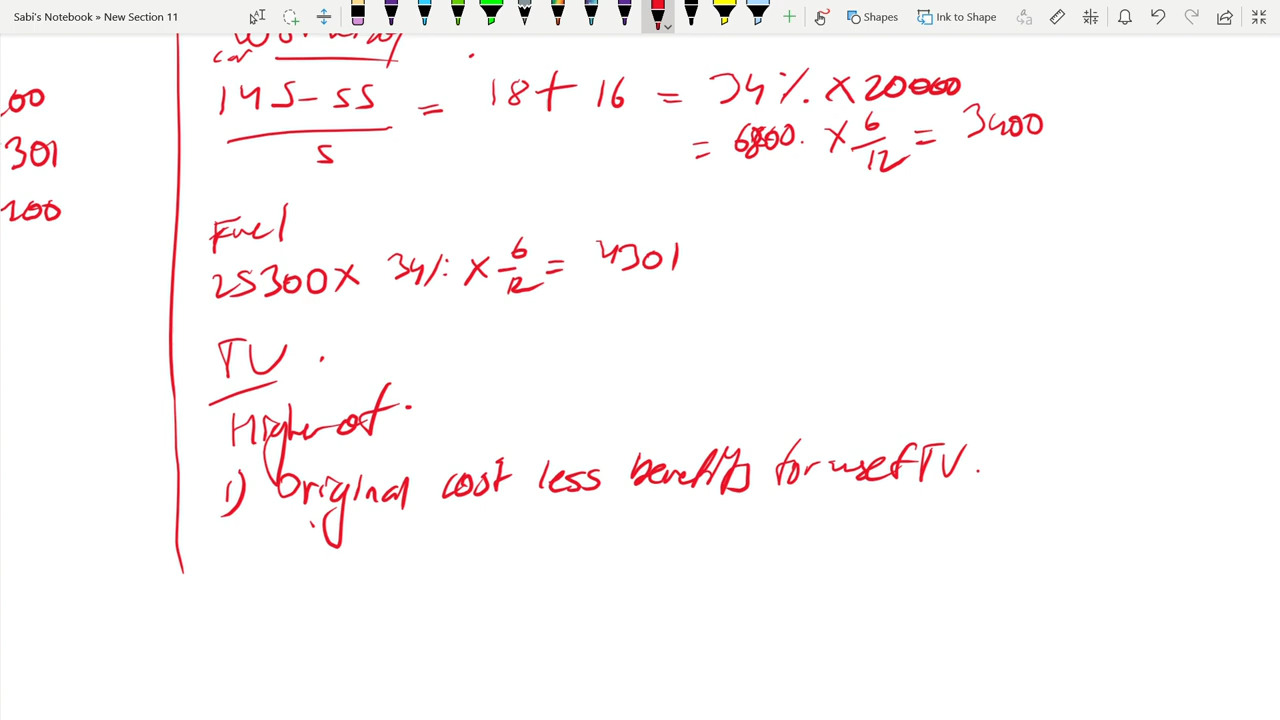 Sabi's Notebook » New Section 11
Shapes
Ink to Shape
Working
car
00
301
200
145-55 / 5 = 18 + 16 = 34% × 20000
= 6800. × 6/12 = 3400
Fuel
25300 × 34% × 6/12 = 4301
TV
Higher of.
1) Original cost less benefits for use of TV.